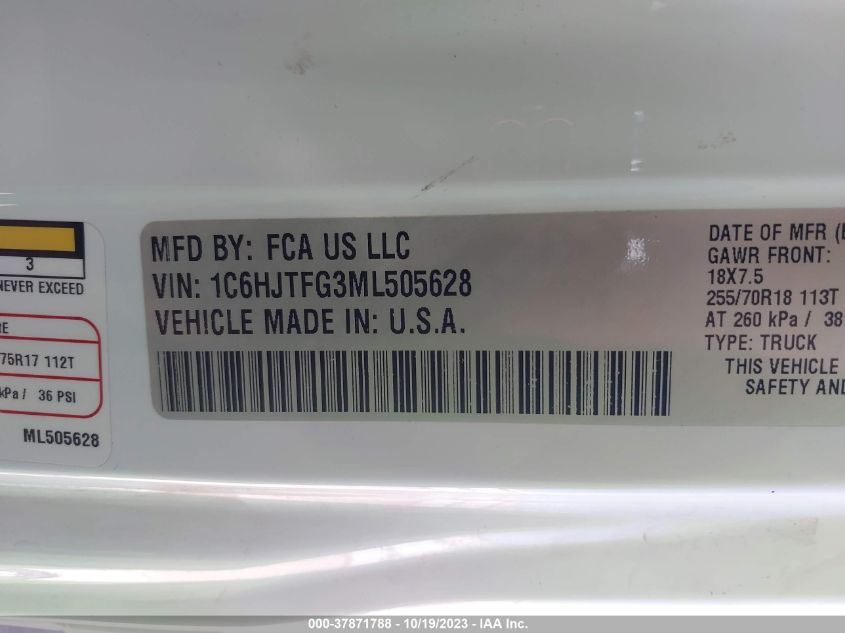 3
NEVER EXCEED
RE
75R17 112T
kPa / 36 PSI
ML505628
MFD BY: FCA US LLC
VIN: 1C6HJTFG3ML505628
VEHICLE MADE IN: U.S.A.
DATE OF MFR (
GAWR FRONT:
18X7.5
255/70R18 113T
AT 260 kPa / 38
TYPE: TRUCK
THIS VEHICLE
SAFETY AND
000-37871788 - 10/19/2023 - IAA Inc.